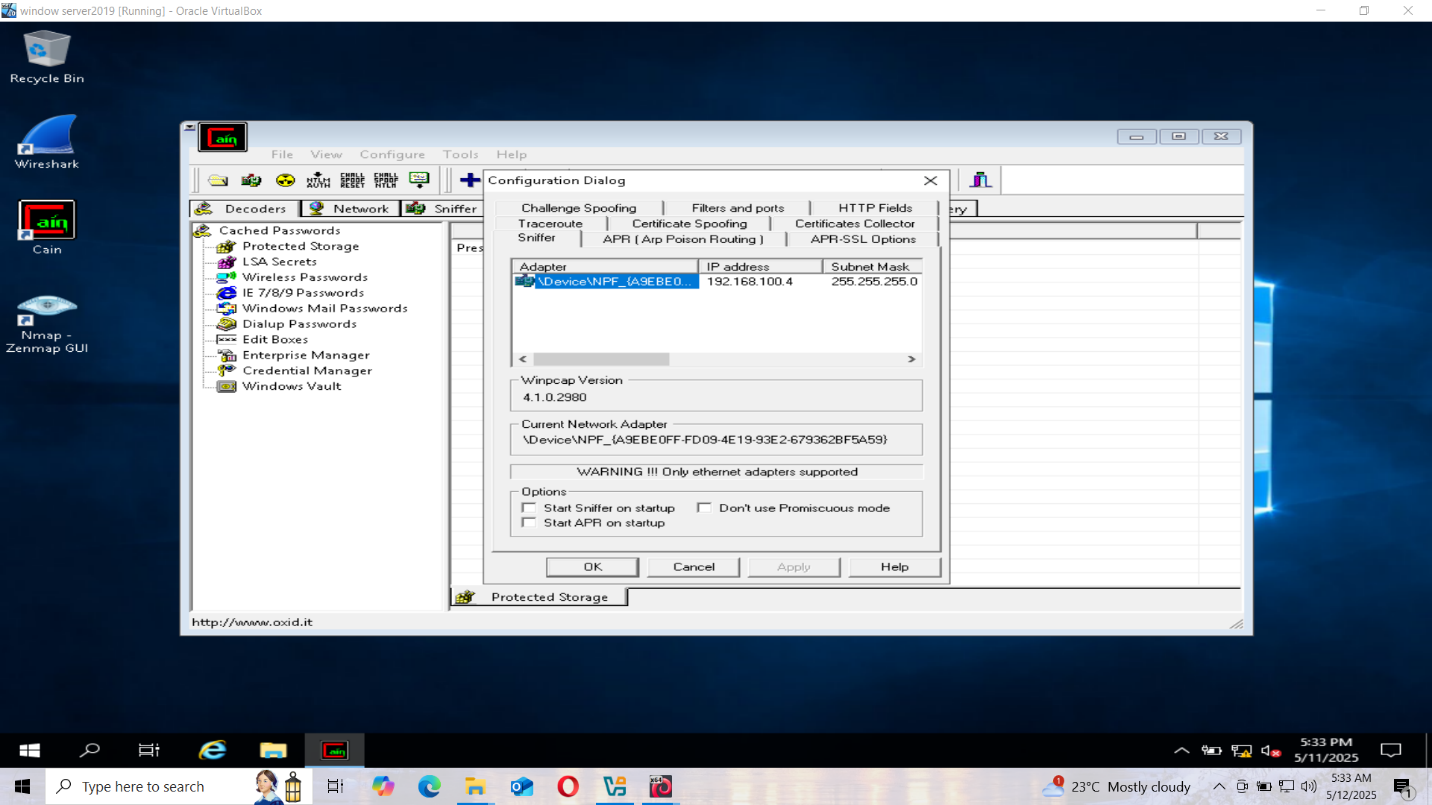 window server2019 [Running] - Oracle VirtualBox
Recycle Bin
Wireshark
Cain
Nmap -
Zenmap GUI
File View Configure Tools Help
NTLM AUTH
CHALL SPOOF RESET
CHALL SPOOF NTLM
Decoders Network Sniffer
Cached Passwords
Protected Storage
LSA Secrets
Wireless Passwords
IE 7/8/9 Passwords
Windows Mail Passwords
Dialup Passwords
Edit Boxes
Enterprise Manager
Credential Manager
Windows Vault
Configuration Dialog
Challenge Spoofing Filters and ports HTTP Fields
Traceroute Certificate Spoofing Certificates Collector
Sniffer APR ( Arp Poison Routing ) APR-SSL Options
Adapter IP address Subnet Mask
\Device\NPF_{A9EBE0... 192.168.100.4 255.255.255.0
Winpcap Version
4.1.0.2980
Current Network Adapter
\Device\NPF_{A9EBE0FF-FD09-4E19-93E2-679362BF5A59}
WARNING !!! Only ethernet adapters supported
Options
Start Sniffer on startup Don't use Promiscuous mode
Start APR on startup
OK Cancel Apply Help
Protected Storage
http://www.oxid.it
5:33 PM
5/11/2025
Type here to search
23°C Mostly cloudy
5:33 AM
5/12/2025